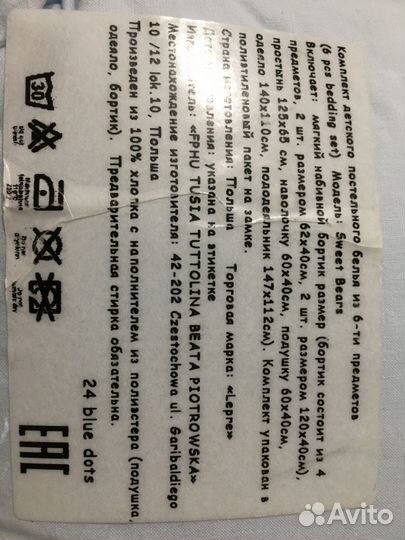 Комплект детского постельного белья из 6-ти предметов
(6 pcs bedding set) Модель: Sweet Bears
Включает: мягкий набивной бортик размер (бортик состоит из 4
предметов, 2 шт. размером 62х40см, 2 шт. размером 120х40см),
простынь 125х65 см, наволочку 60х40см, подушку 60х40см,
одеяло 140х110см, пододеяльник 147х112см). Комплект упакован в
полиэтиленовый пакет на замке.
Страна изготовления: Польша Торговая марка: «Lepre»
Дата изготовления: указана на этикетке
Изготовитель: «FPHU TUSIA TUTTOLINA BEATA PIOTROWSKA»
Местонахождение изготовителя: 42-202 Czestochowa ul. Garibaldiego
10 /12 lok.10, Польша
Произведен из 100% хлопка с наполнителем из полиэстера (подушка,
одеяло, бортик). Предварительная стирка обязательна.
30
24 blue dots
EAC
Avito